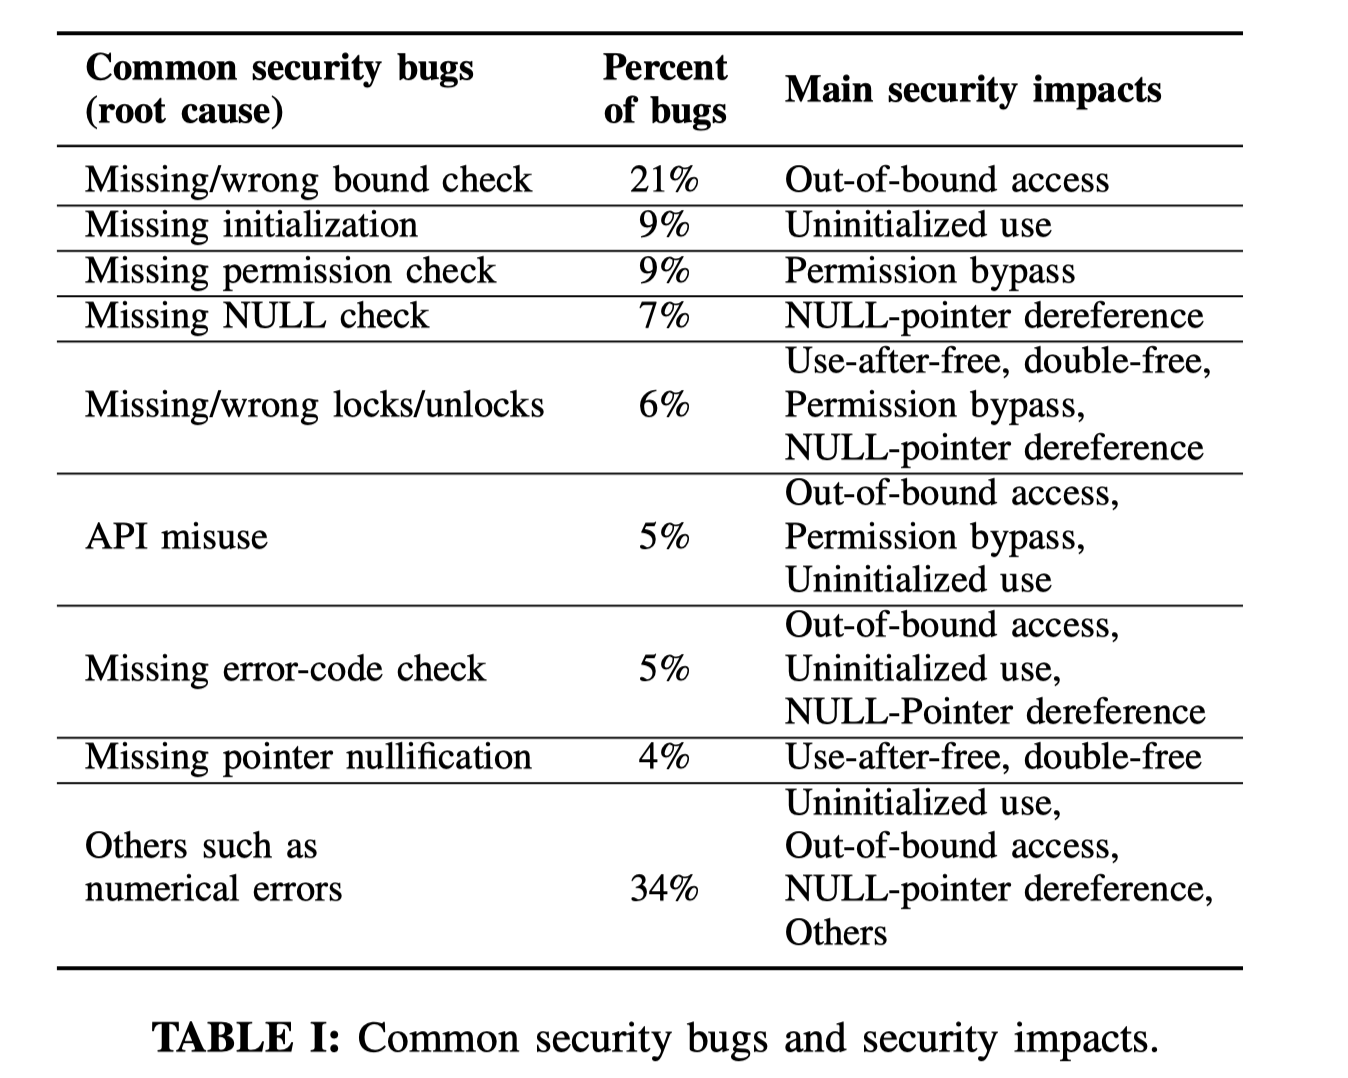 Common security bugs
(root cause)
Percent
of bugs
Main security impacts
Missing/wrong bound check 21% Out-of-bound access
Missing initialization 9% Uninitialized use
Missing permission check 9% Permission bypass
Missing NULL check 7% NULL-pointer dereference
Missing/wrong locks/unlocks 6% Use-after-free, double-free,
Permission bypass,
NULL-pointer dereference
API misuse 5% Out-of-bound access,
Permission bypass,
Uninitialized use
Missing error-code check 5% Out-of-bound access,
Uninitialized use,
NULL-Pointer dereference
Missing pointer nullification 4% Use-after-free, double-free
Others such as
numerical errors
34%
Uninitialized use,
Out-of-bound access,
NULL-pointer dereference,
Others
TABLE I: Common security bugs and security impacts.